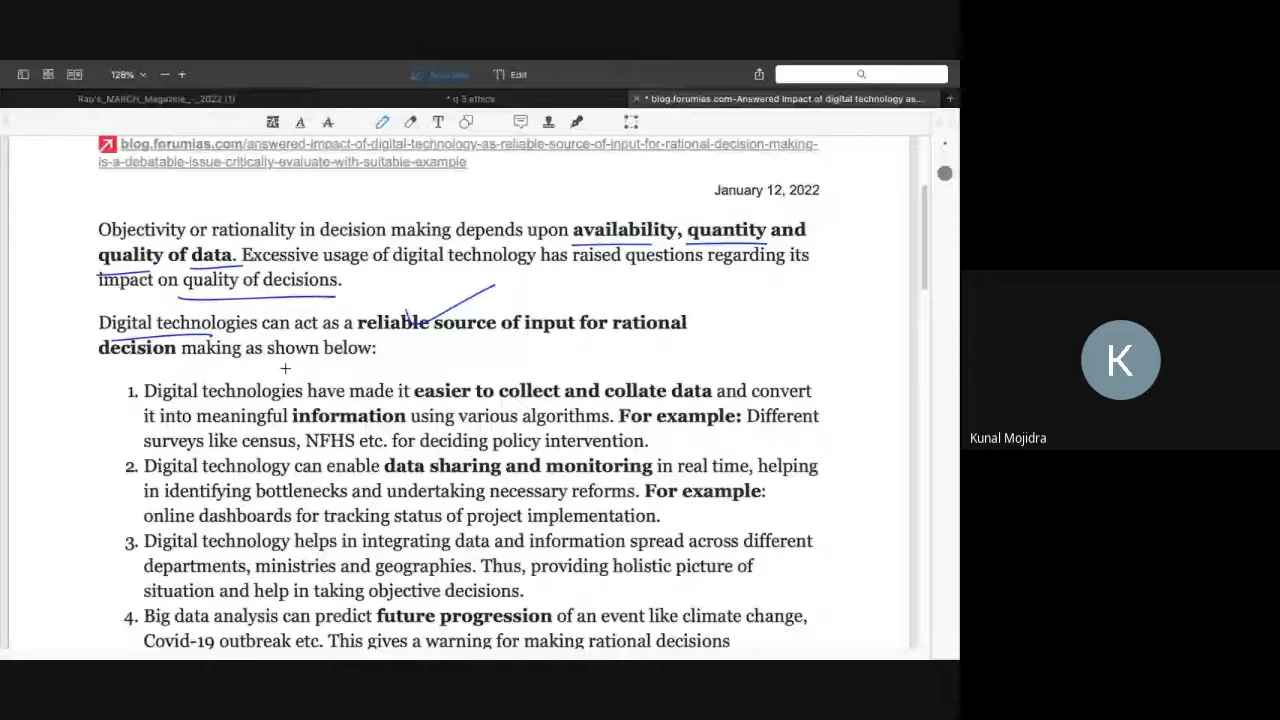 128%
Edit
Rau's_MARCH_Magazine_-_2022 (1)
* q 3 ethics
* blog.forumias.com-Answered Impact of digital technology as...
blog.forumias.com/answered-impact-of-digital-technology-as-reliable-source-of-input-for-rational-decision-making-
is-a-debatable-issue-critically-evaluate-with-suitable-example
January 12, 2022
Objectivity or rationality in decision making depends upon availability, quantity and
quality of data. Excessive usage of digital technology has raised questions regarding its
impact on quality of decisions.
Digital technologies can act as a reliable source of input for rational
decision making as shown below:
1. Digital technologies have made it easier to collect and collate data and convert
it into meaningful information using various algorithms. For example: Different
surveys like census, NFHS etc. for deciding policy intervention.
2. Digital technology can enable data sharing and monitoring in real time, helping
in identifying bottlenecks and undertaking necessary reforms. For example:
online dashboards for tracking status of project implementation.
3. Digital technology helps in integrating data and information spread across different
departments, ministries and geographies. Thus, providing holistic picture of
situation and help in taking objective decisions.
4. Big data analysis can predict future progression of an event like climate change,
Covid-19 outbreak etc. This gives a warning for making rational decisions
K
Kunal Mojidra